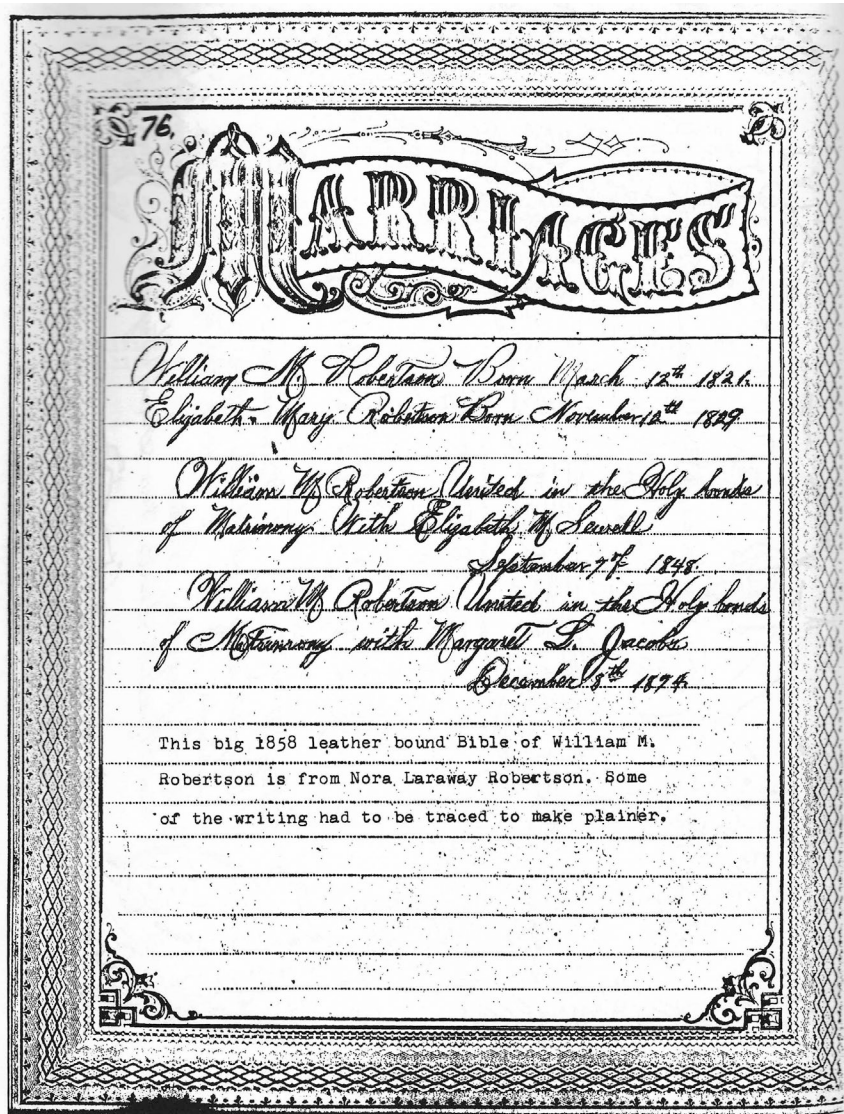 76.
MARRIAGES
William M. Robertson Born March 12th 1821.
Elizabeth. Mary Robertson Born November 12th 1829
William M Robertson United in the Holy bonds
of Matrimony With Elizabeth M Sewell
September 7th 1848.
William M Robertson United in the Holy bonds
of Matrimony with Margaret L. Jacobs
December 8th 1894.
This big 1858 leather bound Bible of William M.
Robertson is from Nora Laraway Robertson. Some
of the writing had to be traced to make plainer.